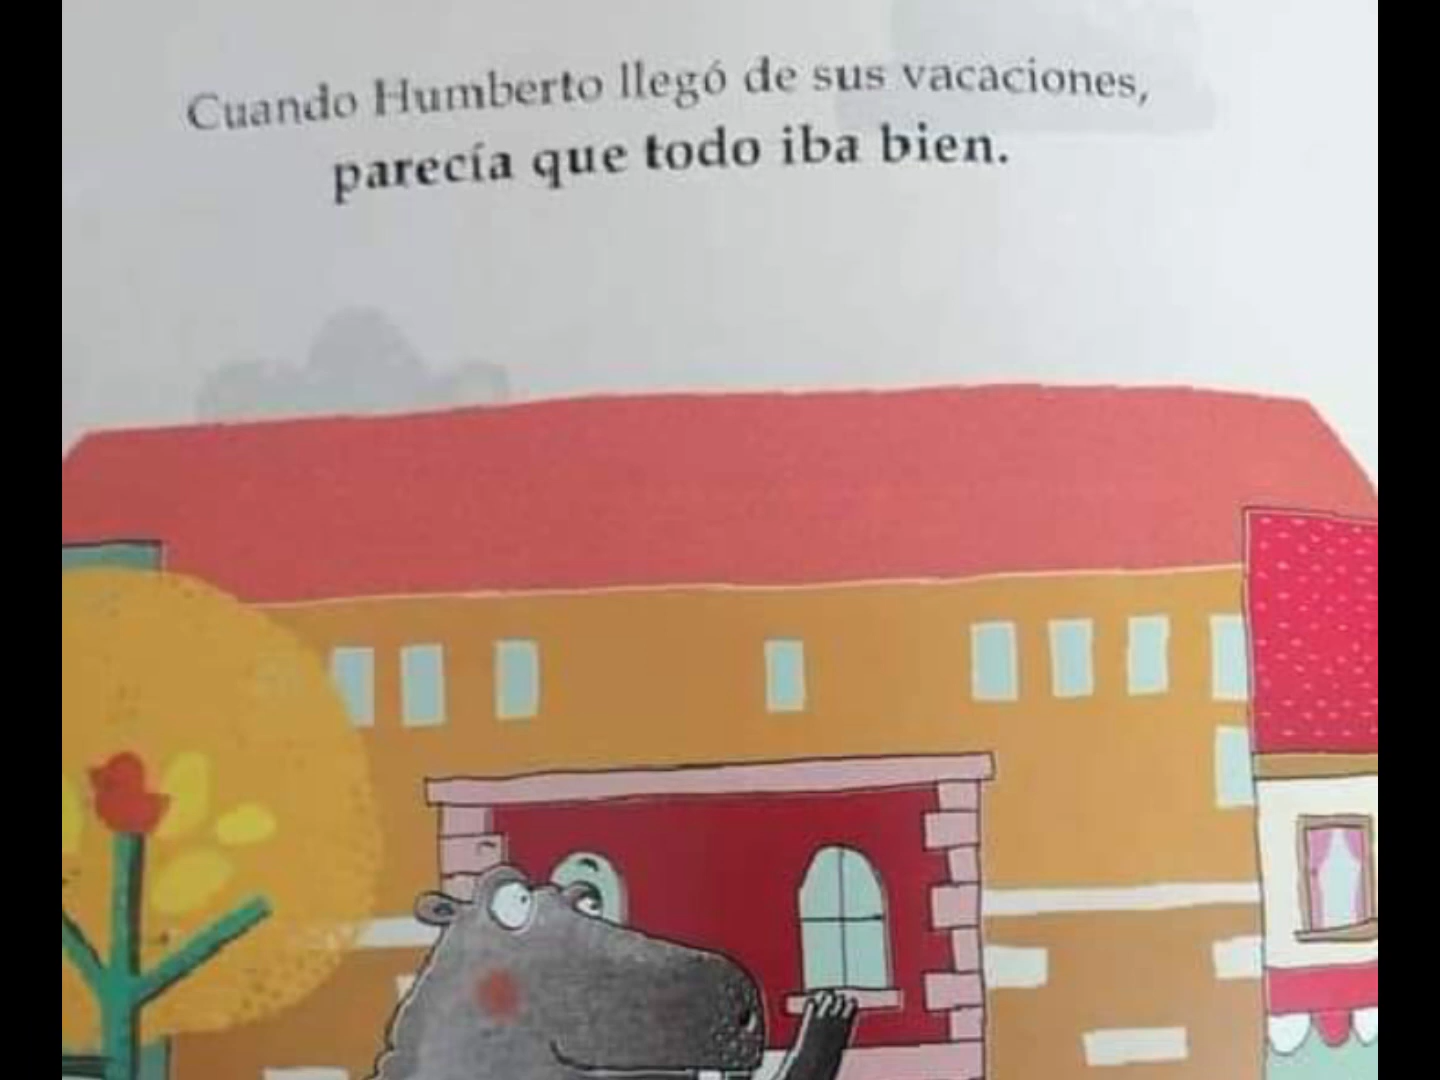 Cuando Humberto llegó de sus vacaciones,
parecía que todo iba bien.